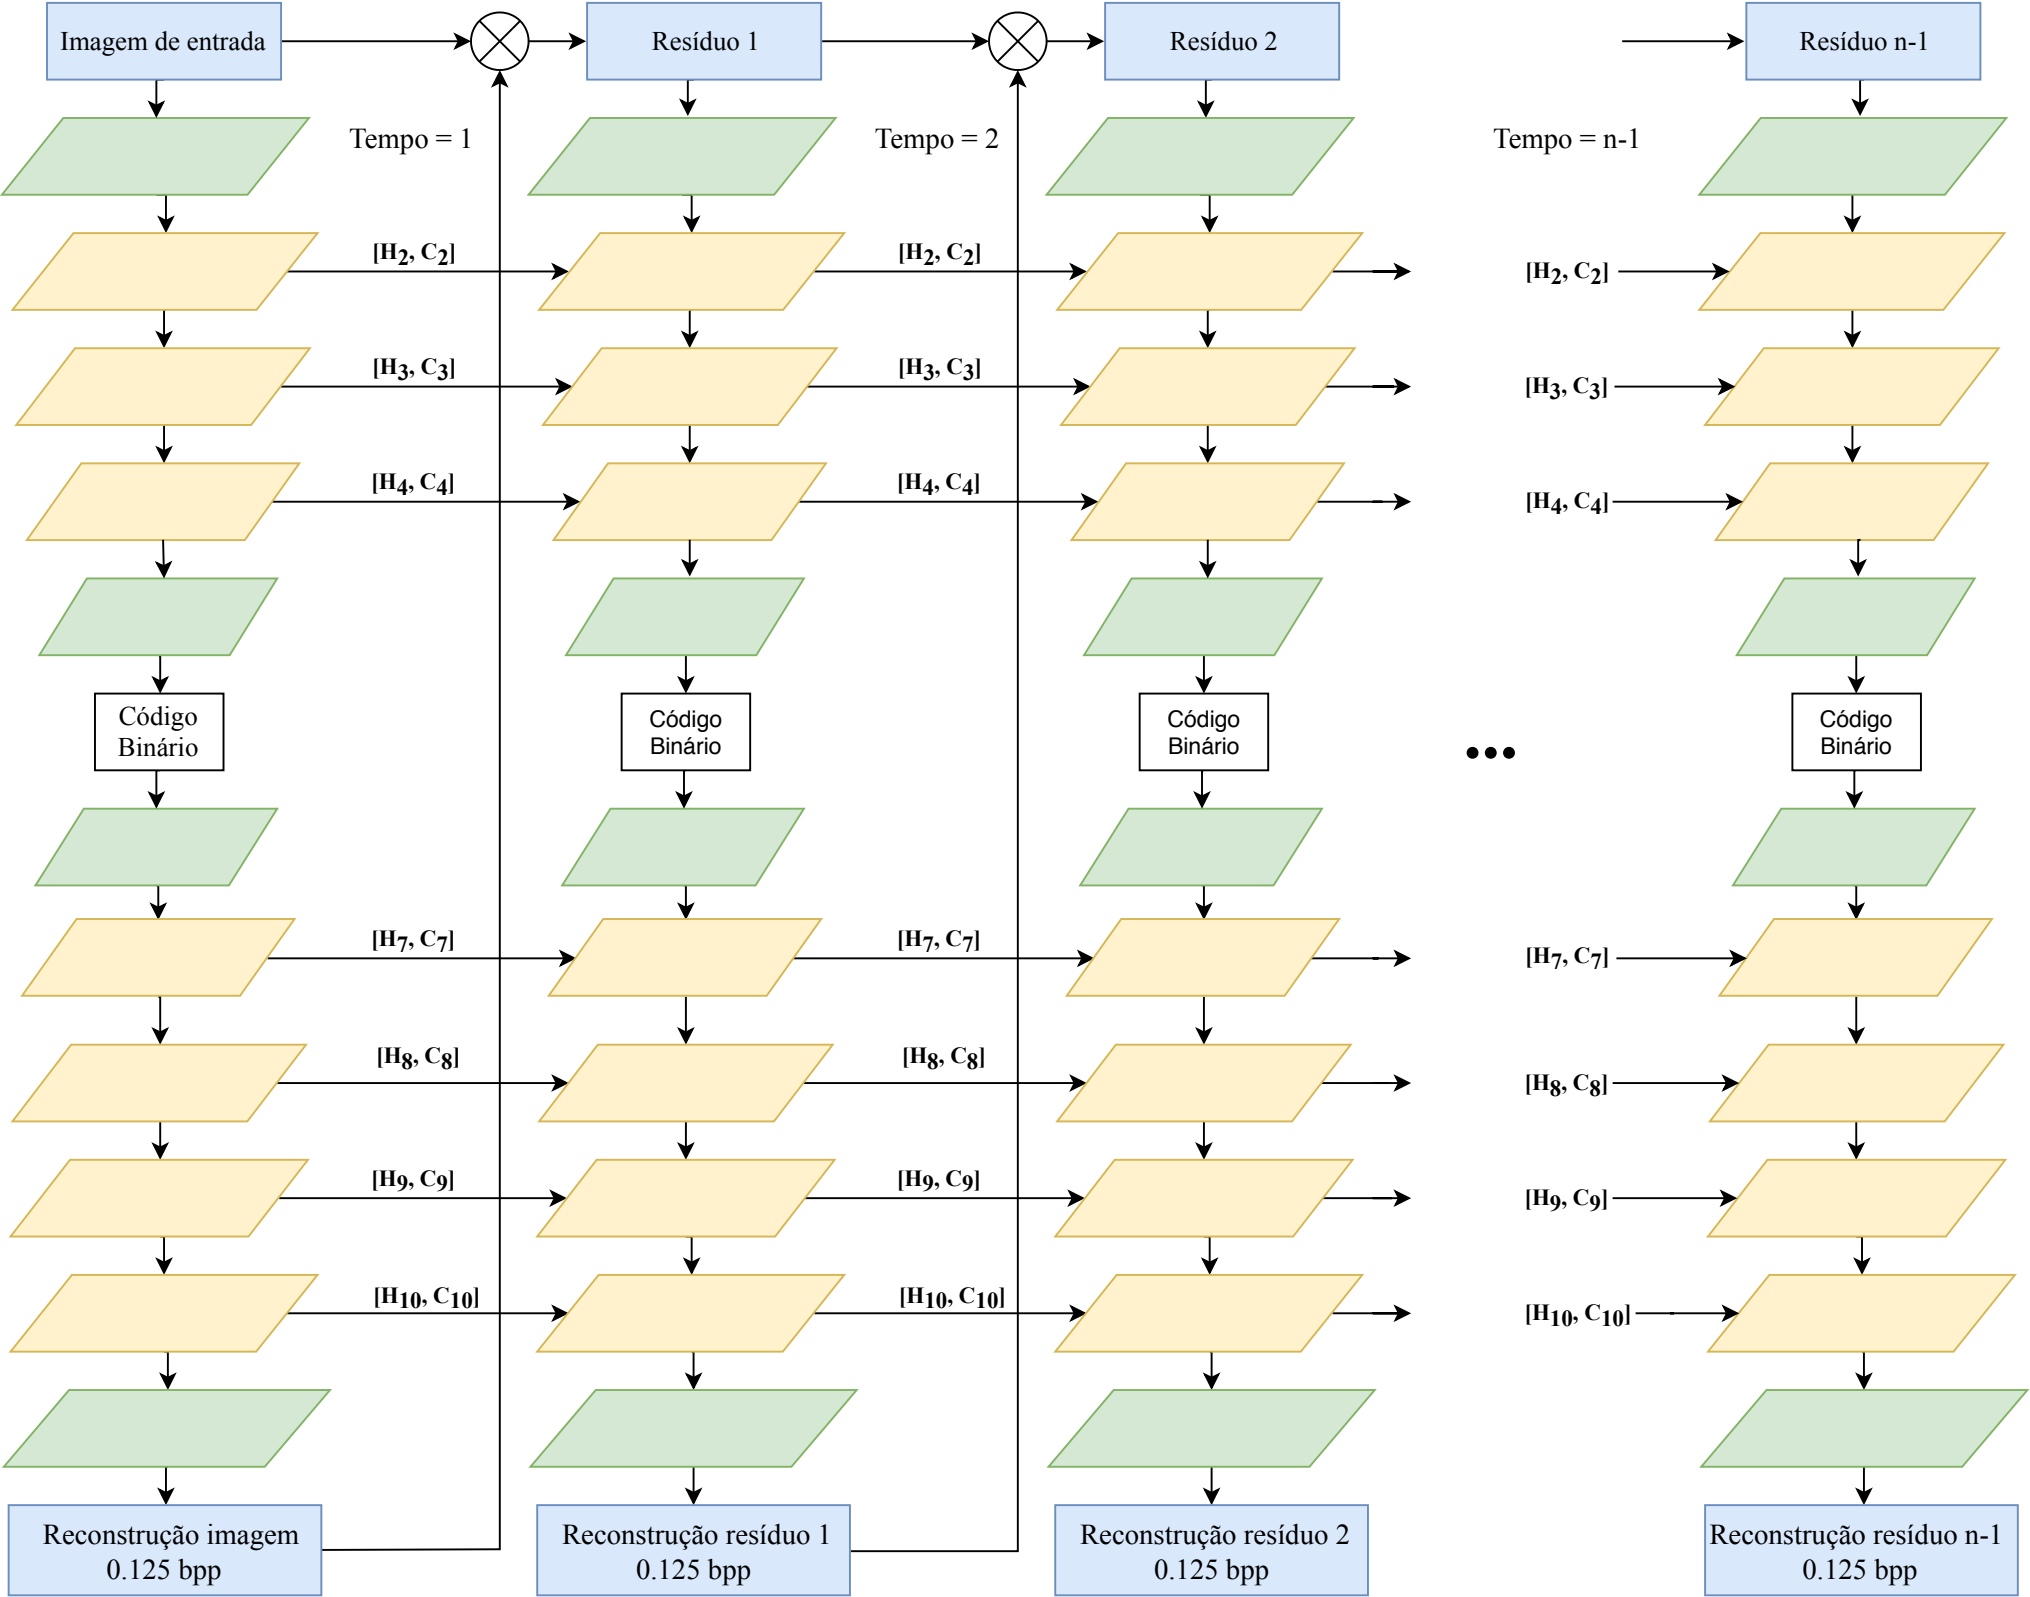 Imagem de entrada
Resíduo 1
Resíduo 2
Resíduo n-1
Tempo = 1
Tempo = 2
Tempo = n-1
[H2, C2]
[H2, C2]
[H2, C2]
[H3, C3]
[H3, C3]
[H3, C3]
[H4, C4]
[H4, C4]
[H4, C4]
Código
Binário
Código
Binário
Código
Binário
•••
Código
Binário
[H7, C7]
[H7, C7]
[H7, C7]
[H8, C8]
[H8, C8]
[H8, C8]
[H9, C9]
[H9, C9]
[H9, C9]
[H10, C10]
[H10, C10]
[H10, C10]
Reconstrução imagem
0.125 bpp
Reconstrução resíduo 1
0.125 bpp
Reconstrução resíduo 2
0.125 bpp
Reconstrução resíduo n-1
0.125 bpp